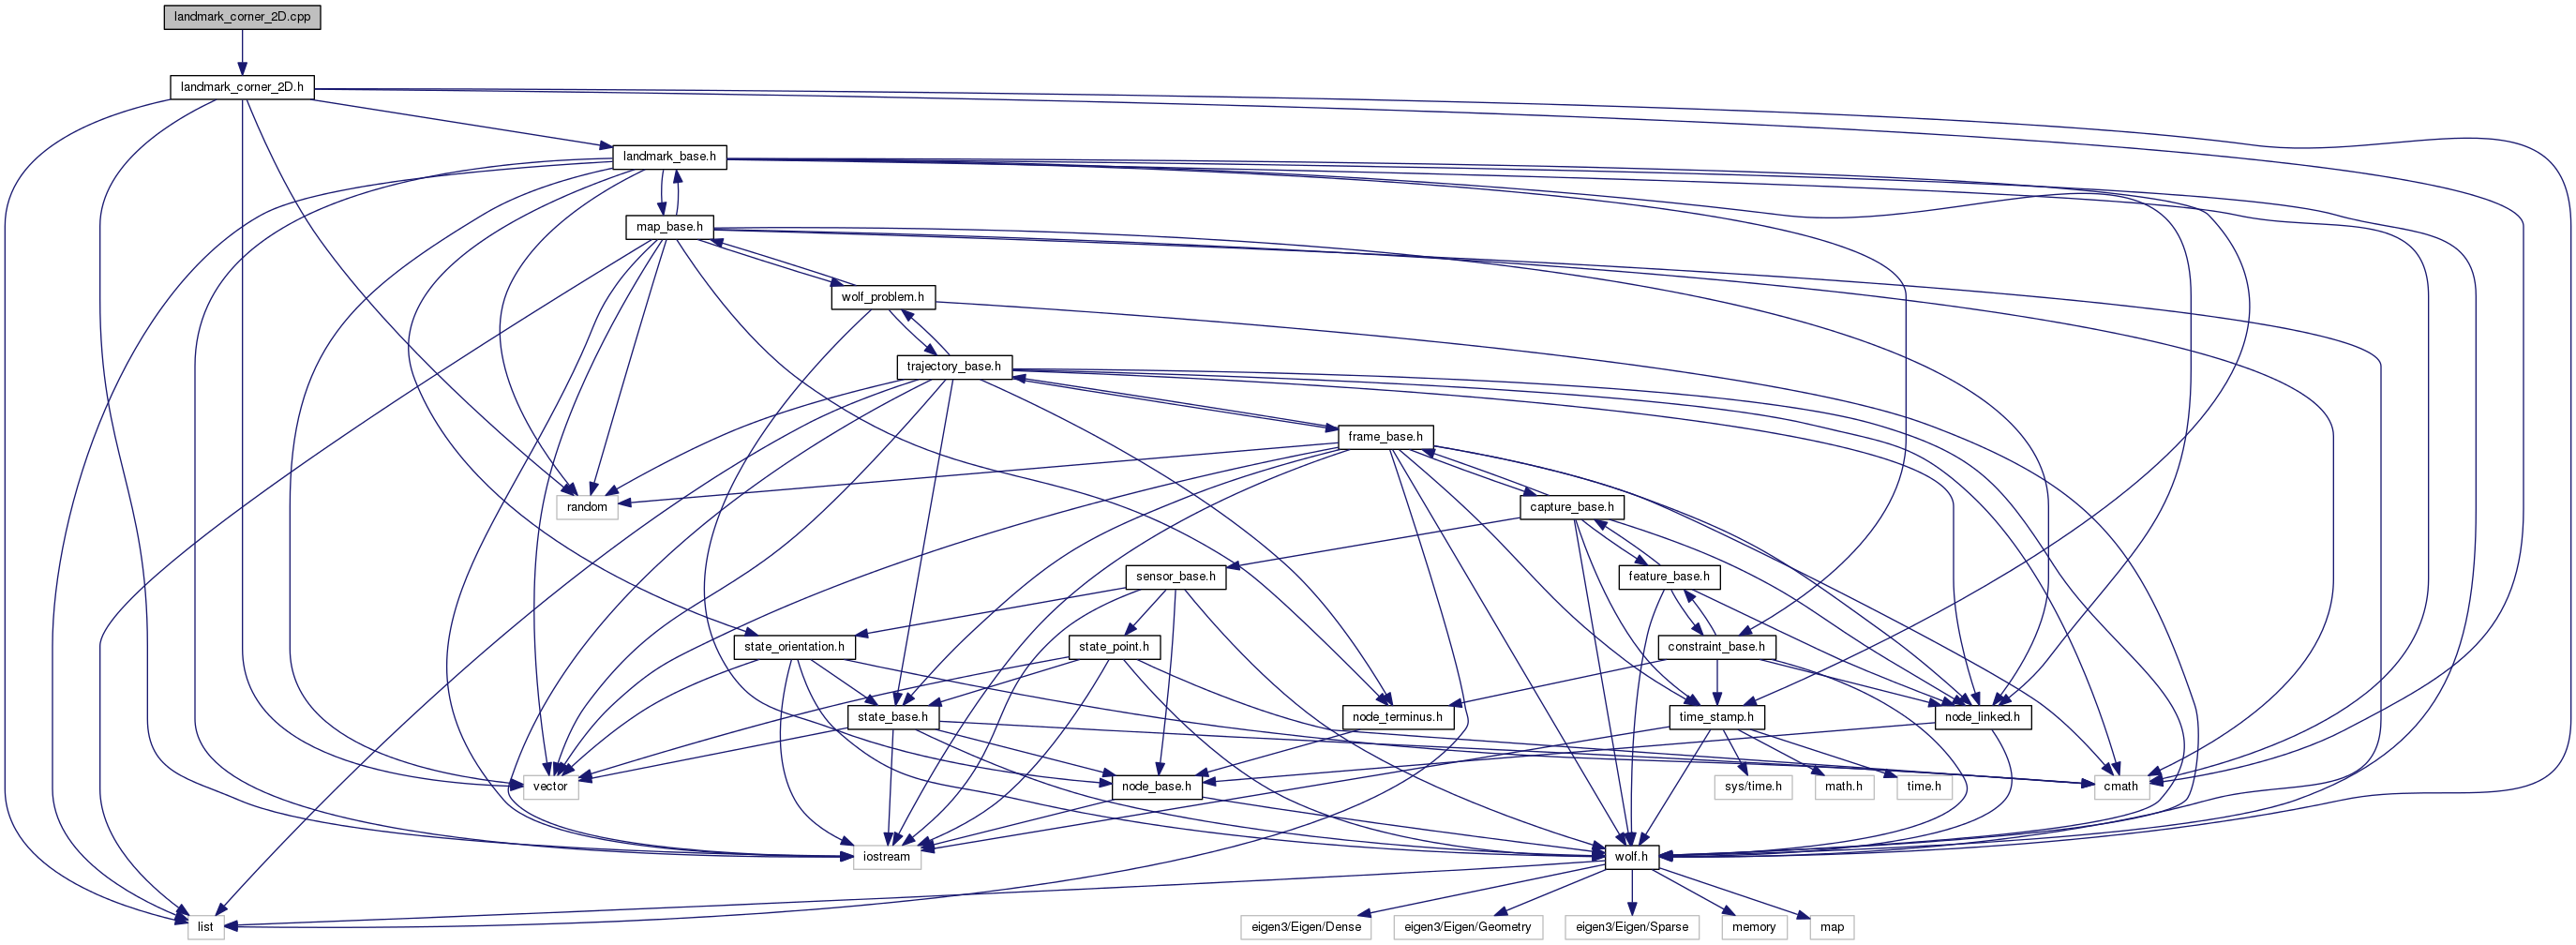 landmark_corner_2D.cpp
landmark_corner_2D.h
landmark_base.h
map_base.h
wolf_problem.h
trajectory_base.h
frame_base.h
random
capture_base.h
sensor_base.h
feature_base.h
state_orientation.h
state_point.h
constraint_base.h
state_base.h
node_terminus.h
time_stamp.h
node_linked.h
vector
node_base.h
sys/time.h
math.h
time.h
cmath
iostream
wolf.h
list
eigen3/Eigen/Dense
eigen3/Eigen/Geometry
eigen3/Eigen/Sparse
memory
map